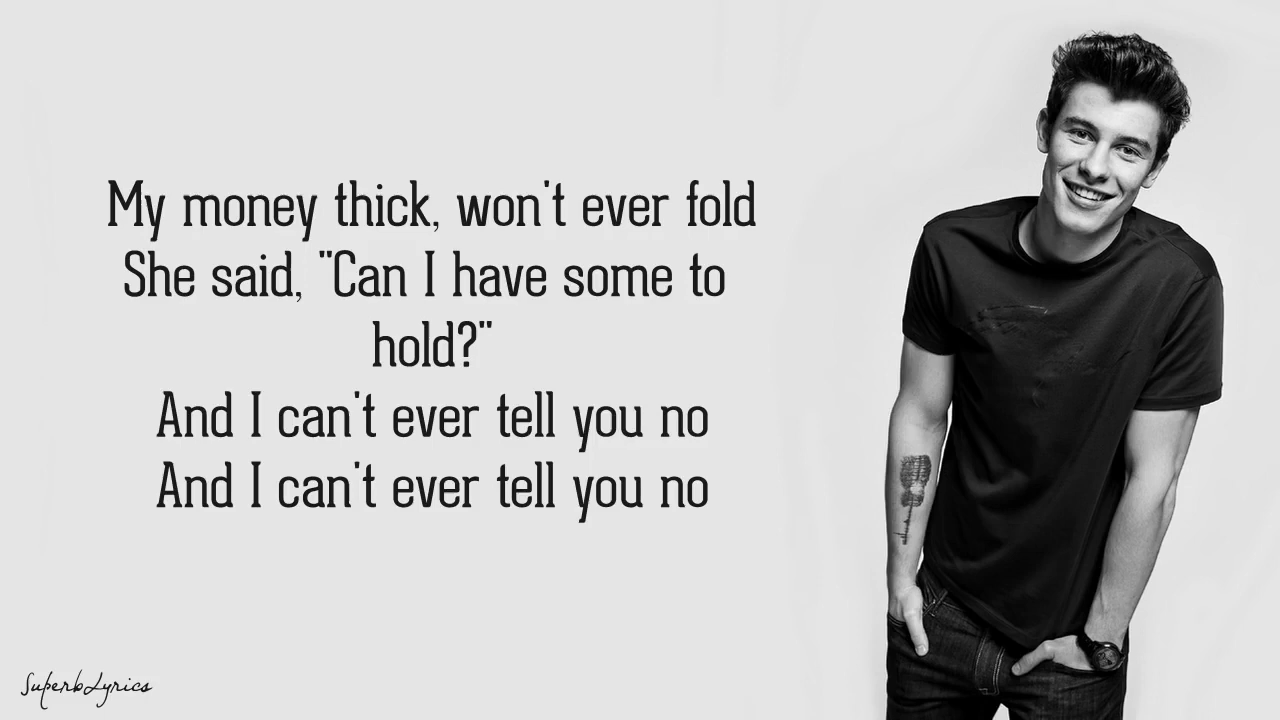 My money thick, won't ever fold
She said, "Can I have some to
hold?"
And I can't ever tell you no
And I can't ever tell you no
SuperbLyrics